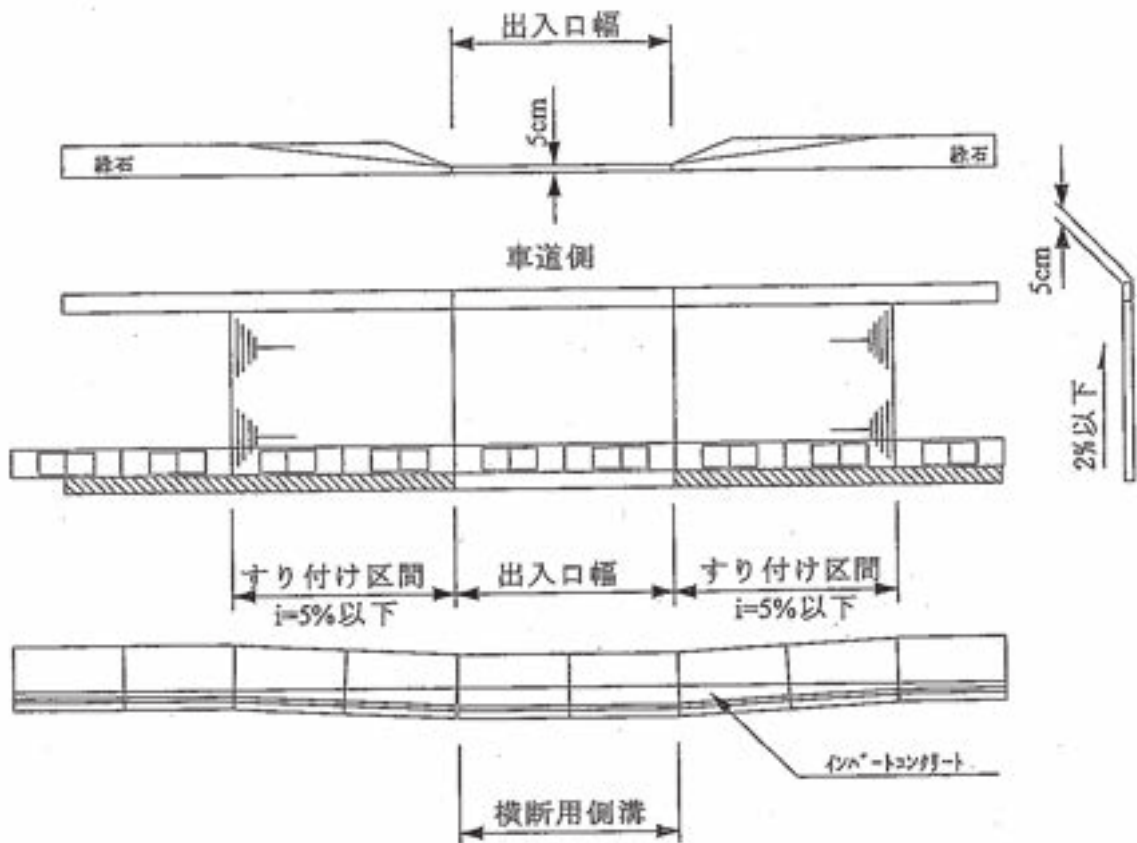 出入口幅
5cm
縁石
縁石
車道側
5cm
2%以下
すり付け区間
i=5%以下
出入口幅
すり付け区間
i=5%以下
インバートコンクリート
横断用側溝